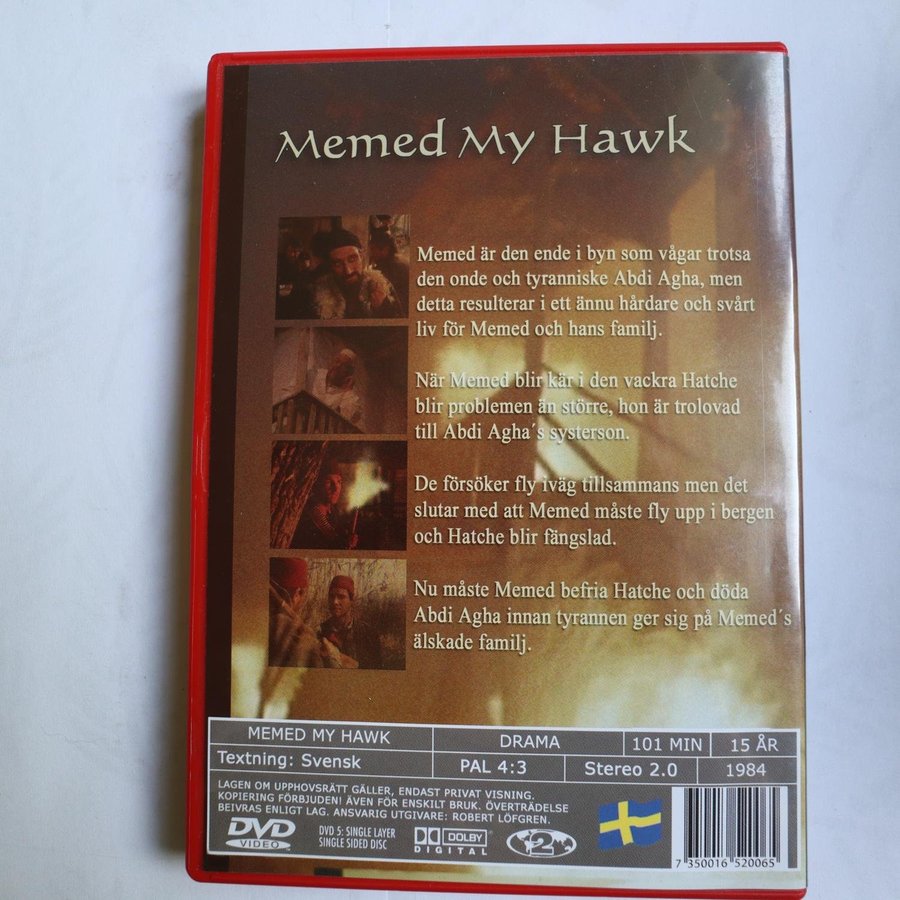 Memed My Hawk
Memed är den ende i byn som vågar trotsa
den onde och tyranniske Abdi Agha, men
detta resulterar i ett ännu hårdare och svårt
liv för Memed och hans familj.
När Memed blir kär i den vackra Hatche
blir problemen än större, hon är trolovad
till Abdi Agha´s systerson.
De försöker fly iväg tillsammans men det
slutar med att Memed måste fly upp i bergen
och Hatche blir fängslad.
Nu måste Memed befria Hatche och döda
Abdi Agha innan tyrannen ger sig på Memed´s
älskade familj.
MEMED MY HAWK DRAMA 101 MIN 15 ÅR
Textning: Svensk PAL 4:3 Stereo 2.0 1984
LAGEN OM UPPHOVSRÄTT GÄLLER, ENDAST PRIVAT VISNING.
KOPIERING FÖRBJUDEN! ÄVEN FÖR ENSKILT BRUK. ÖVERTRÄDELSE
BEIVRAS ENLIGT LAG. ANSVARIG UTGIVARE: ROBERT LÖFGREN.
DVD VIDEO
DVD 5: SINGLE LAYER
SINGLE SIDED DISC
DOLBY DIGITAL
2
7 350016 520065